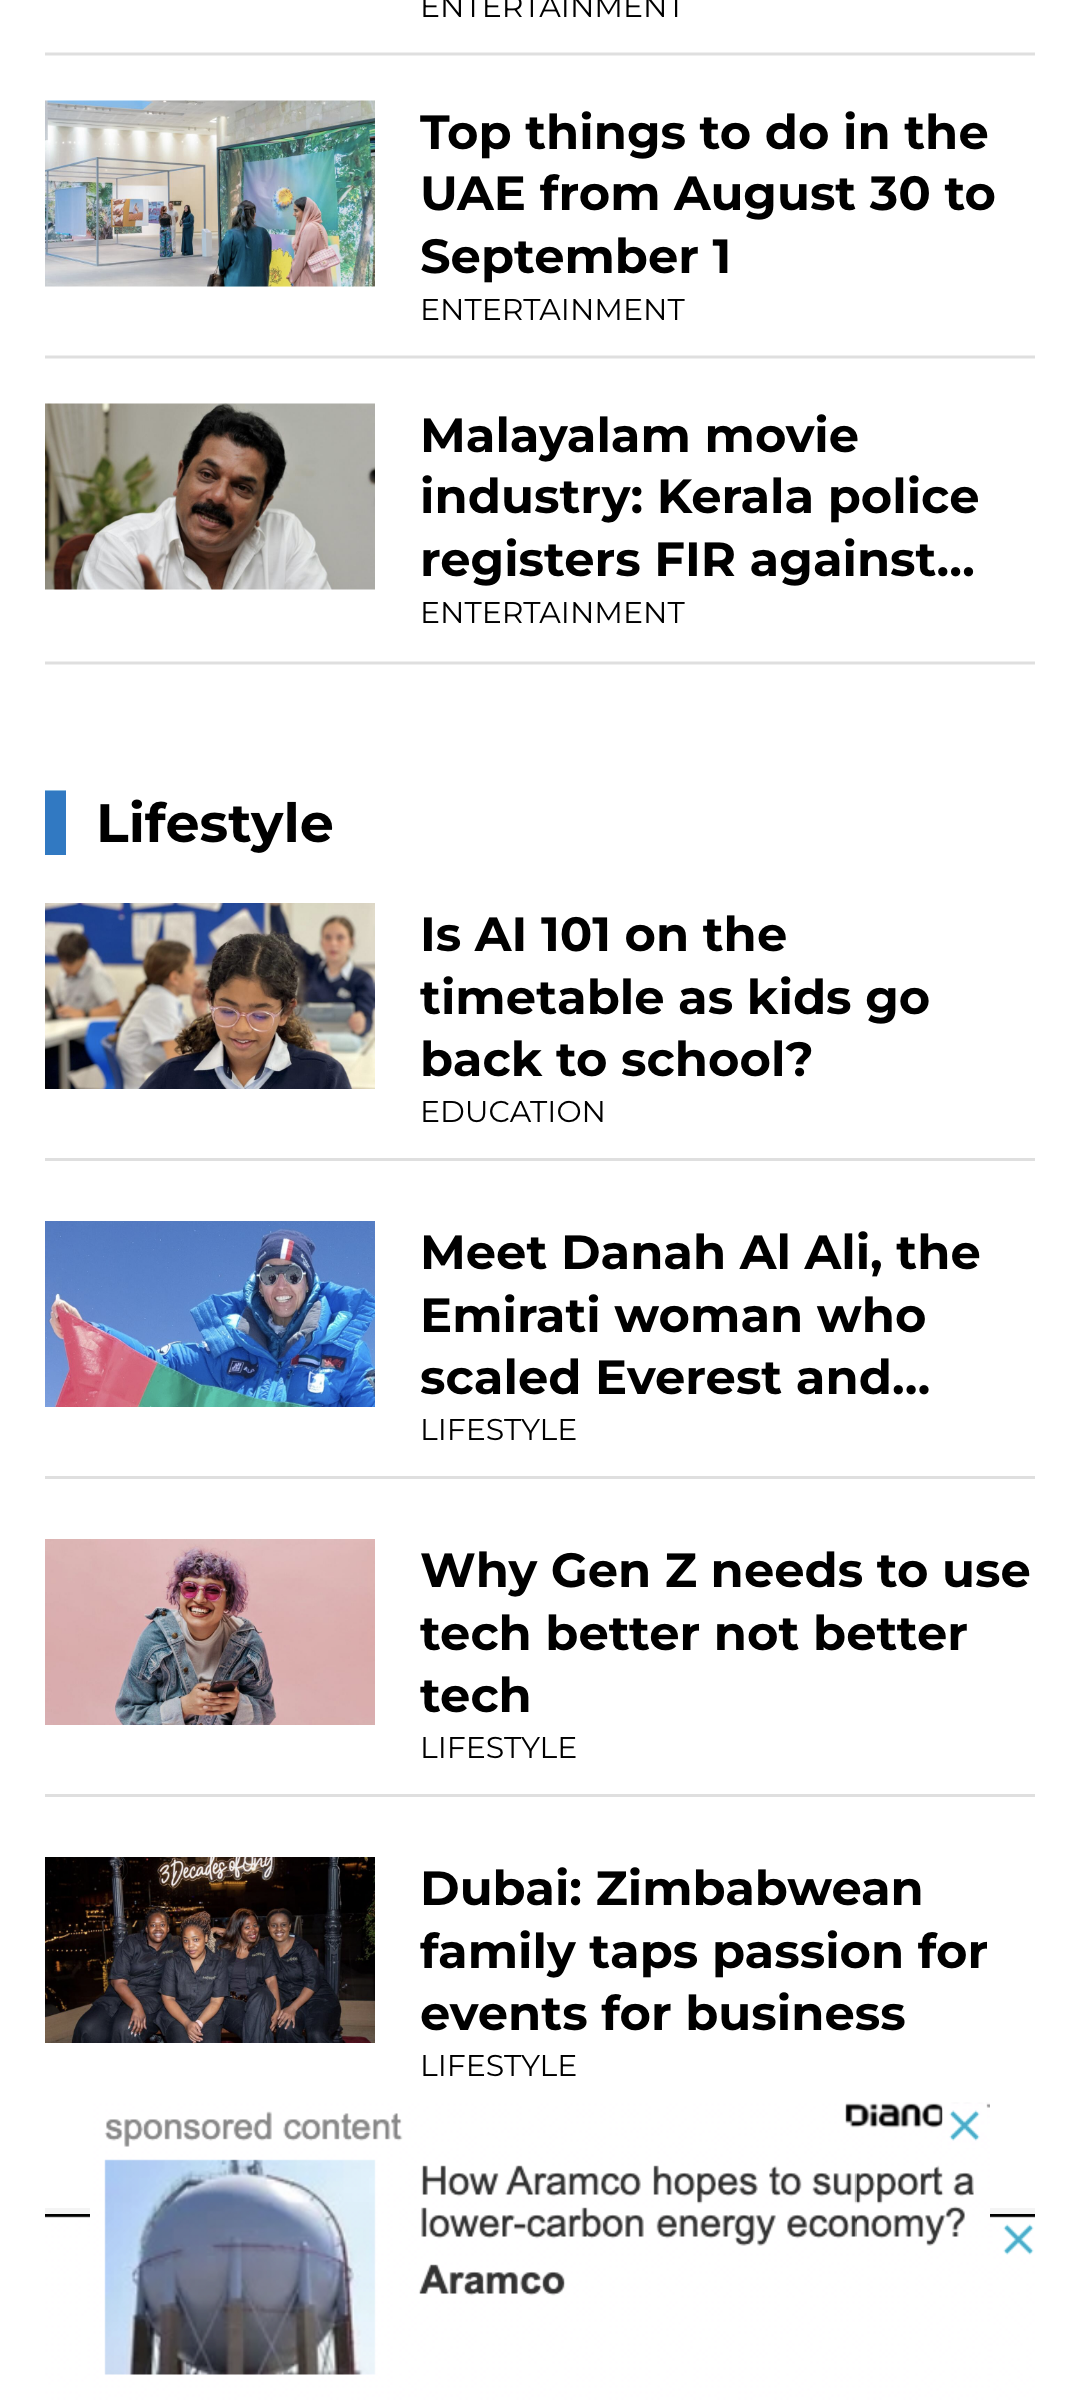 ENTERTAINMENT
Top things to do in the
UAE from August 30 to
September 1
ENTERTAINMENT
Malayalam movie
industry: Kerala police
registers FIR against...
ENTERTAINMENT
Lifestyle
Is AI 101 on the
timetable as kids go
back to school?
EDUCATION
Meet Danah Al Ali, the
Emirati woman who
scaled Everest and...
LIFESTYLE
Why Gen Z needs to use
tech better not better
tech
LIFESTYLE
3 Decades of
Dubai: Zimbabwean
family taps passion for
events for business
LIFESTYLE
sponsored content
How Aramco hopes to support a
lower-carbon energy economy?
Aramco